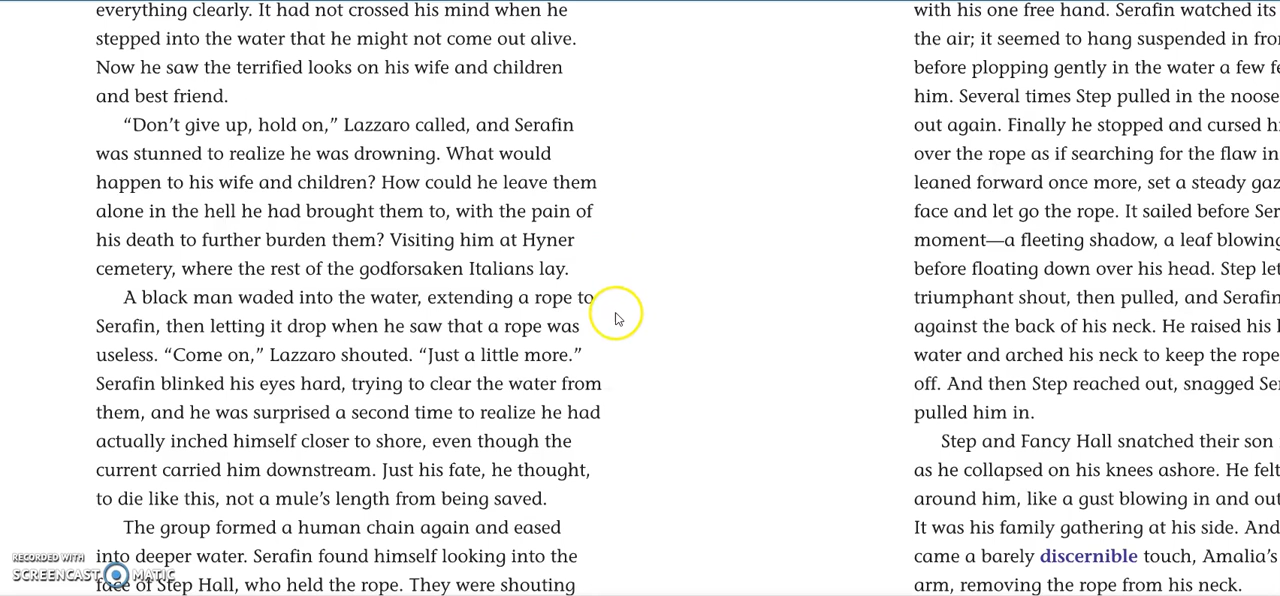 everything clearly. It had not crossed his mind when he
stepped into the water that he might not come out alive.
Now he saw the terrified looks on his wife and children
and best friend.
“Don’t give up, hold on,” Lazzaro called, and Serafin
was stunned to realize he was drowning. What would
happen to his wife and children? How could he leave them
alone in the hell he had brought them to, with the pain of
his death to further burden them? Visiting him at Hyner
cemetery, where the rest of the godforsaken Italians lay.
A black man waded into the water, extending a rope to
Serafin, then letting it drop when he saw that a rope was
useless. “Come on,” Lazzaro shouted. “Just a little more.”
Serafin blinked his eyes hard, trying to clear the water from
them, and he was surprised a second time to realize he had
actually inched himself closer to shore, even though the
current carried him downstream. Just his fate, he thought,
to die like this, not a mule’s length from being saved.
The group formed a human chain again and eased
into deeper water. Serafin found himself looking into the
face of Step Hall, who held the rope. They were shouting
with his one free hand. Serafin watched its
the air; it seemed to hang suspended in
before plopping gently in the water a few
him. Several times Step pulled in the noose
out again. Finally he stopped and cursed
over the rope as if searching for the flaw in
leaned forward once more, set a steady
face and let go the rope. It sailed before
moment—a fleeting shadow, a leaf blowing
before floating down over his head. Step let
triumphant shout, then pulled, and Serafin
against the back of his neck. He raised his
water and arched his neck to keep the rope
off. And then Step reached out, snagged
pulled him in.
Step and Fancy Hall snatched their son
as he collapsed on his knees ashore. He felt
around him, like a gust blowing in and out
It was his family gathering at his side. And
came a barely discernible touch, Amalia’s
arm, removing the rope from his neck.
RECORDED WITH
SCREENCAST MATIC